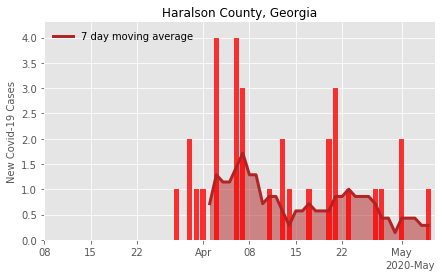 Haralson County, Georgia
7 day moving average
New Covid-19 Cases
4.0
3.5
3.0
2.5
2.0
1.5
1.0
0.5
0.0
08 15 22 Apr 08 15 22 May
2020-May